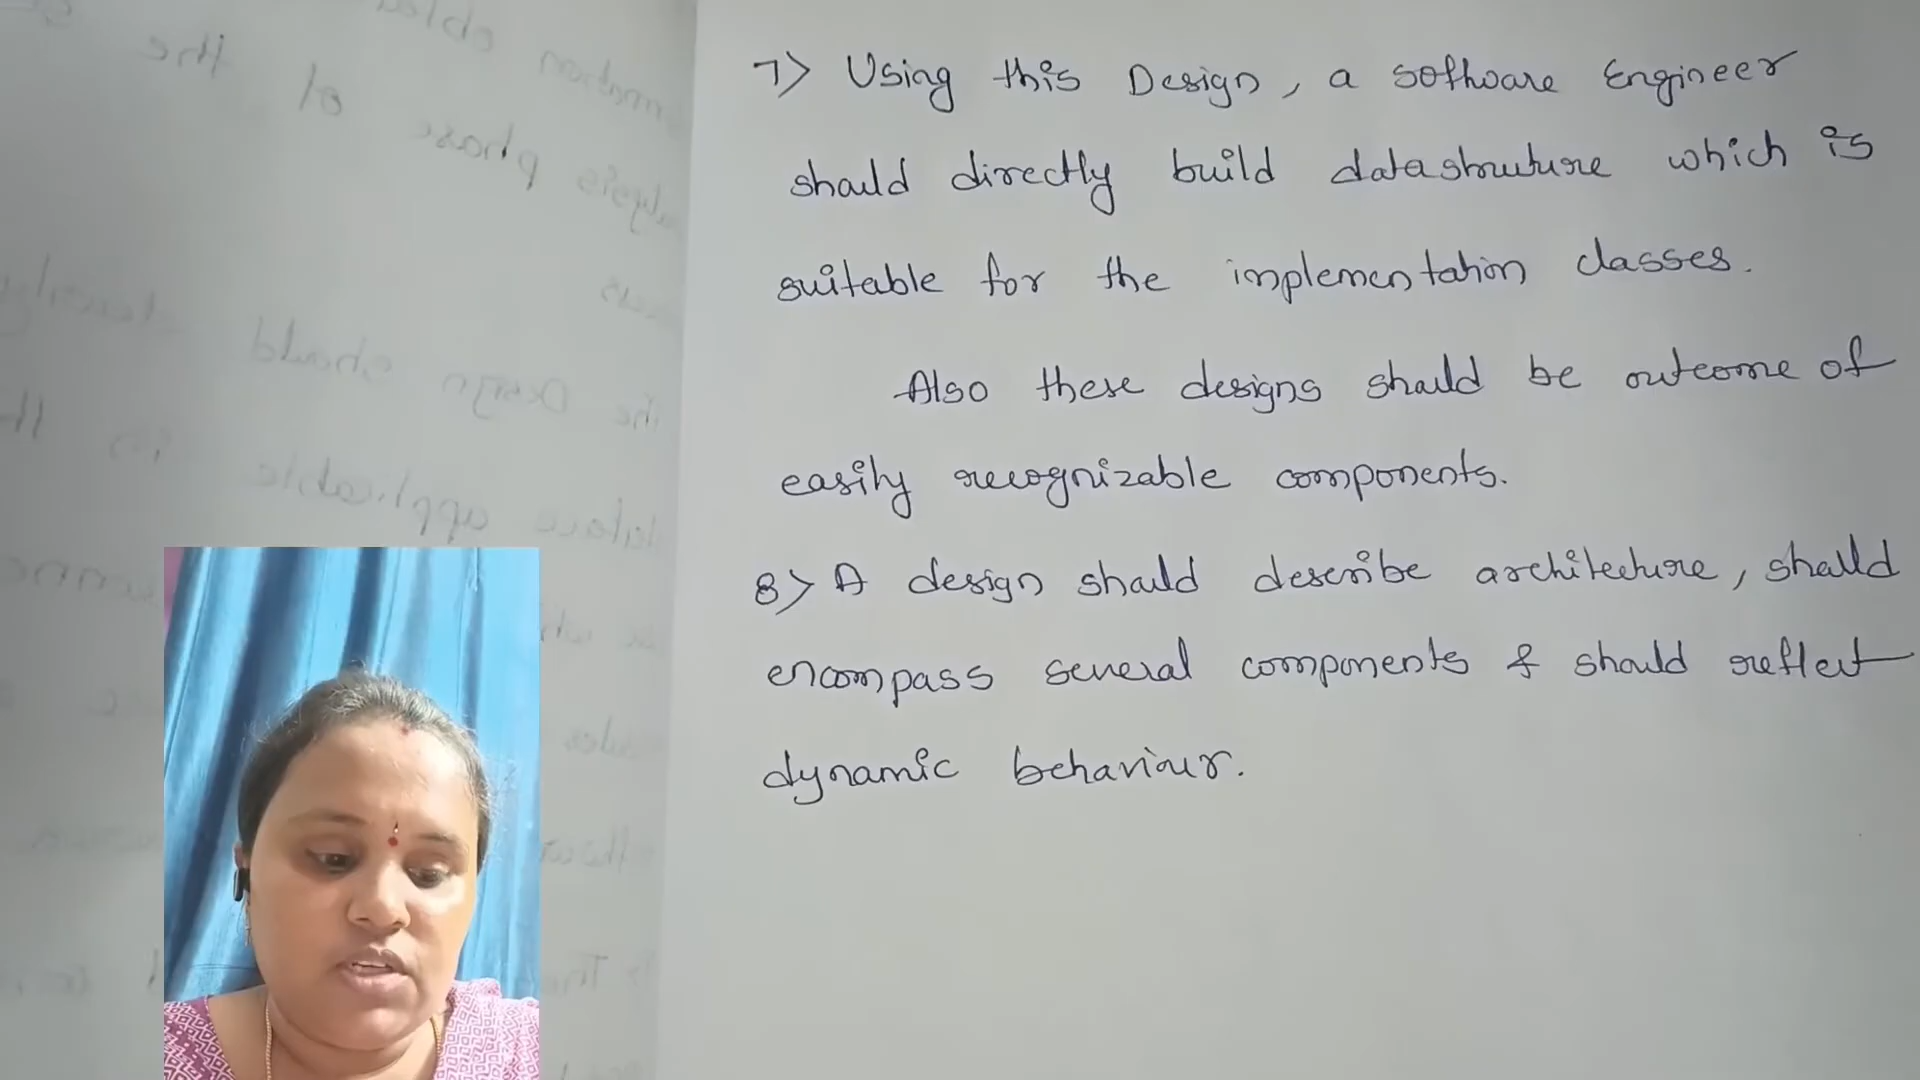 7> Using this Design, a software Engineer
should directly build datastruture which is
suitable for the implementation classes.
Also these designs should be outcome of
easily recognizable components.
8> A design should describe architecture, should
encompass several components & should reflect
dynamic behaviour.